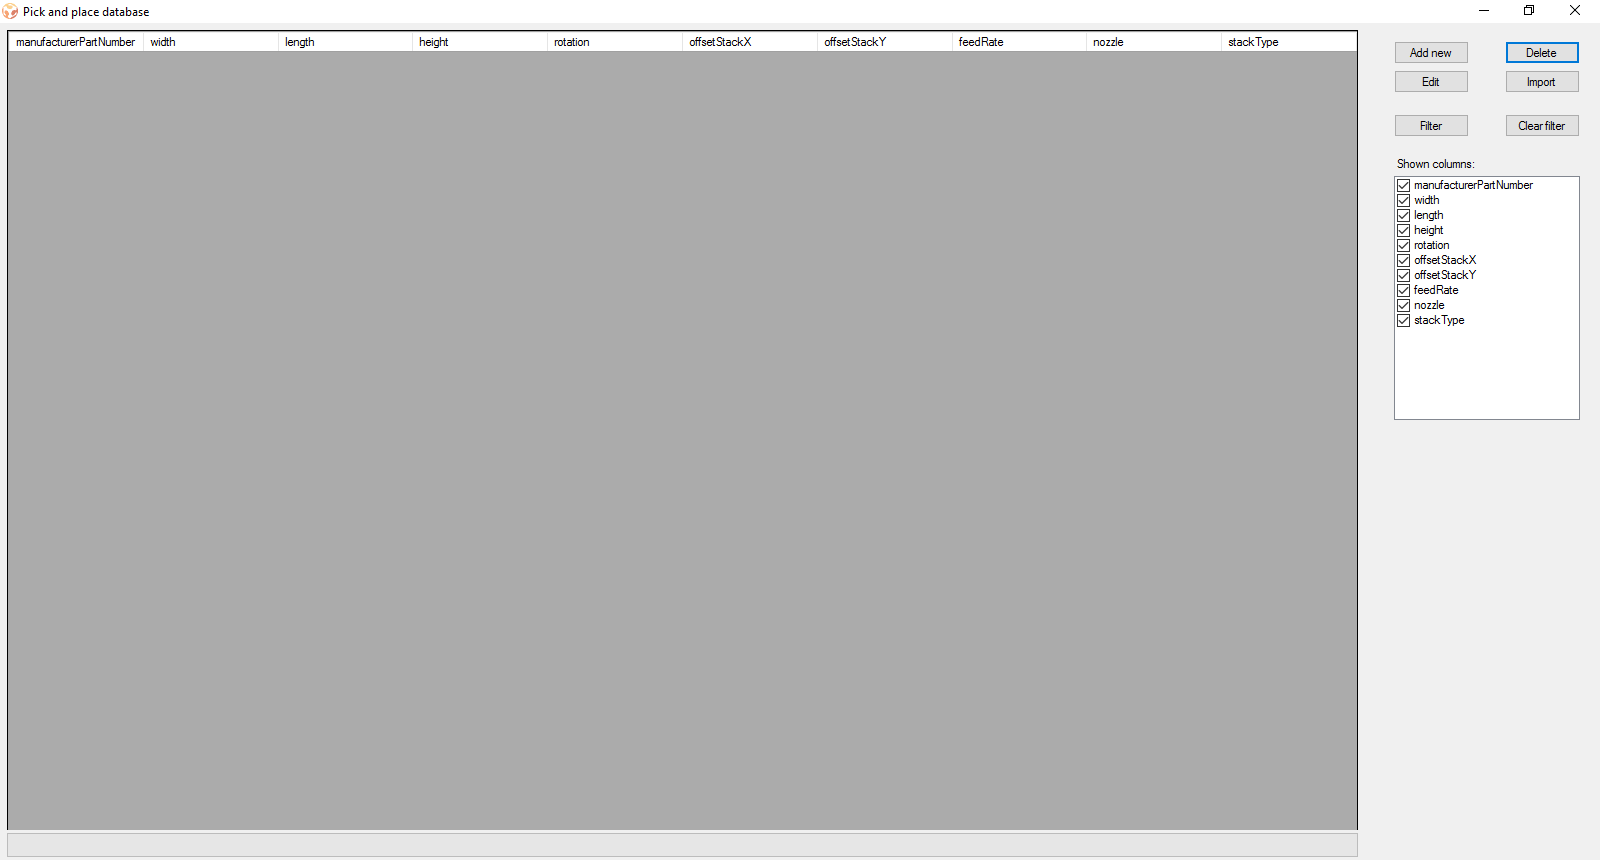 Pick and place database
manufacturerPartNumber width length height rotation offsetStackX offsetStackY feedRate nozzle stackType
Add new Delete
Edit Import
Filter Clear filter
Shown columns:
manufacturerPartNumber
width
length
height
rotation
offsetStackX
offsetStackY
feedRate
nozzle
stackType